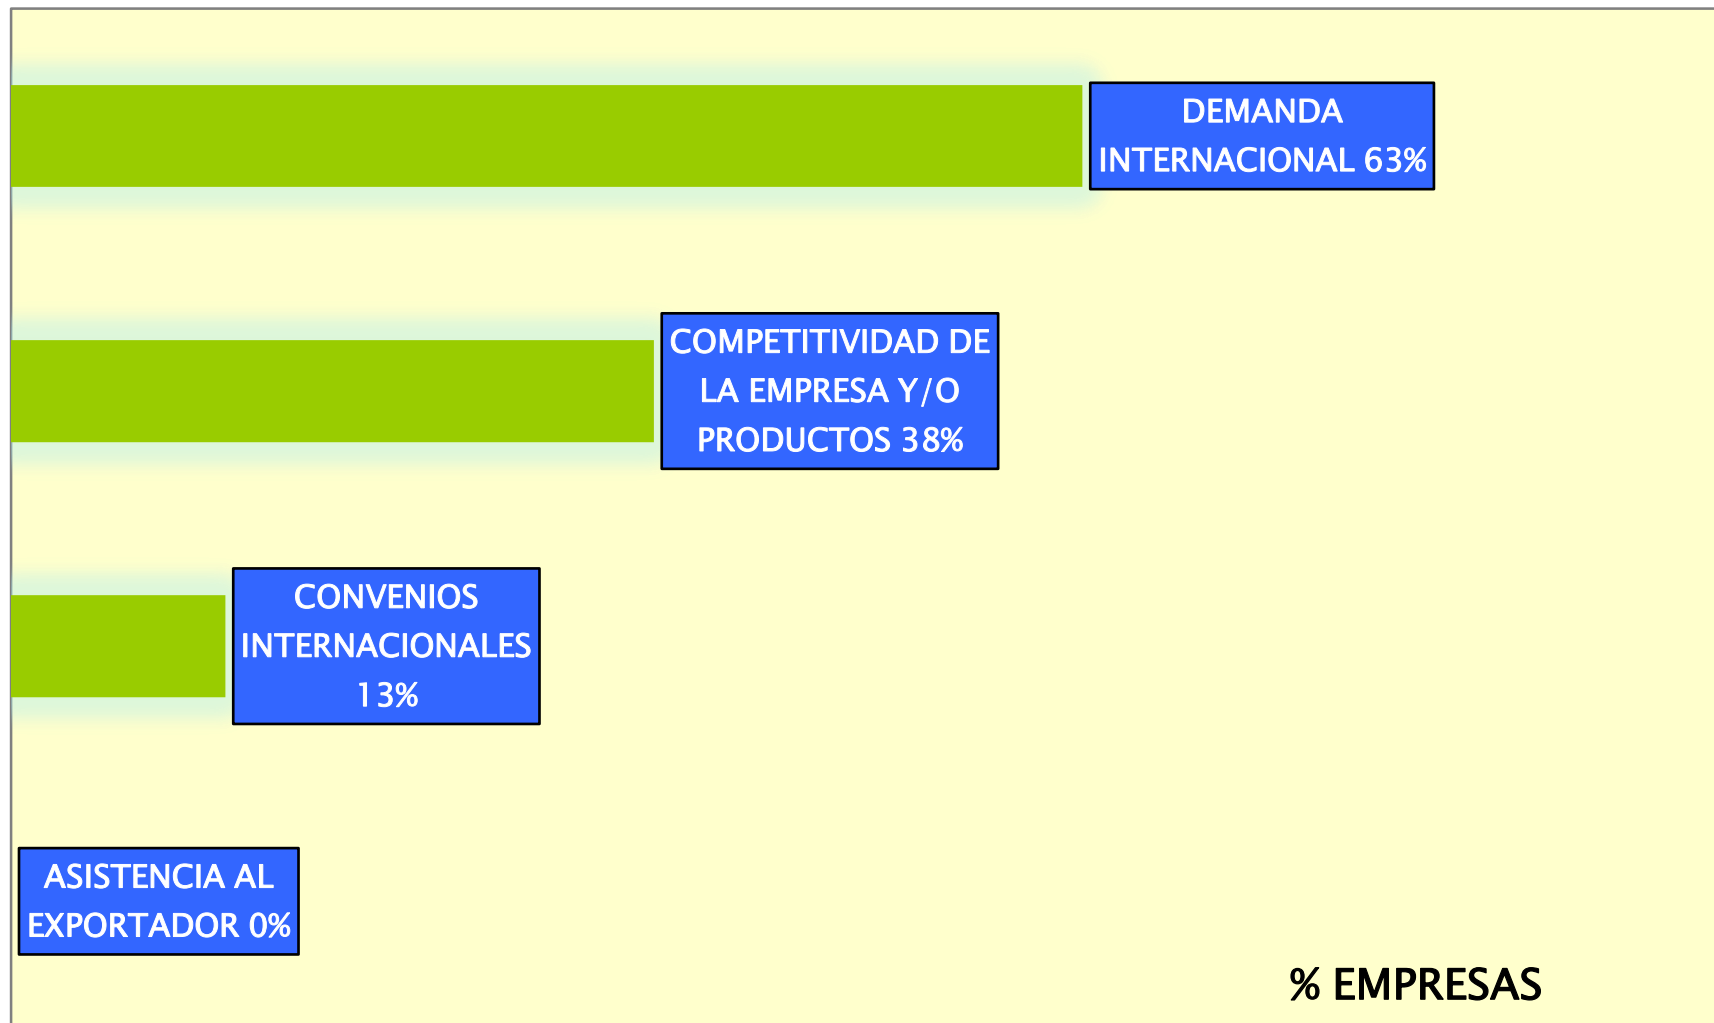 DEMANDA
INTERNACIONAL 63%
COMPETITIVIDAD DE
LA EMPRESA Y/O
PRODUCTOS 38%
CONVENIOS
INTERNACIONALES
13%
ASISTENCIA AL
EXPORTADOR 0%
% EMPRESAS